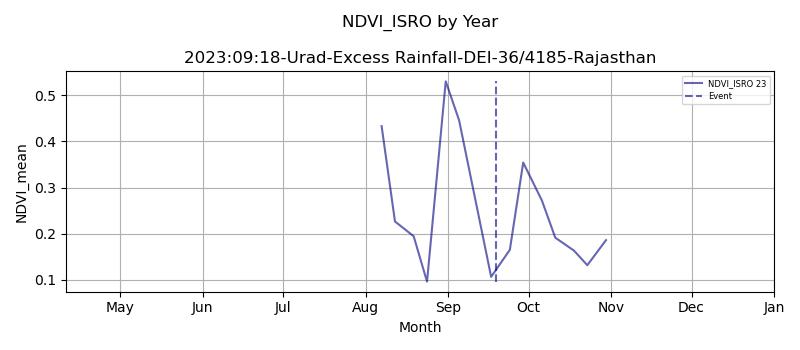 NDVI_ISRO by Year
2023:09:18-Urad-Excess Rainfall-DEI-36/4185-Rajasthan
NDVI_ISRO 23
Event
NDVI_mean
0.5
0.4
0.3
0.2
0.1
May Jun Jul Aug Sep Oct Nov Dec Jan
Month